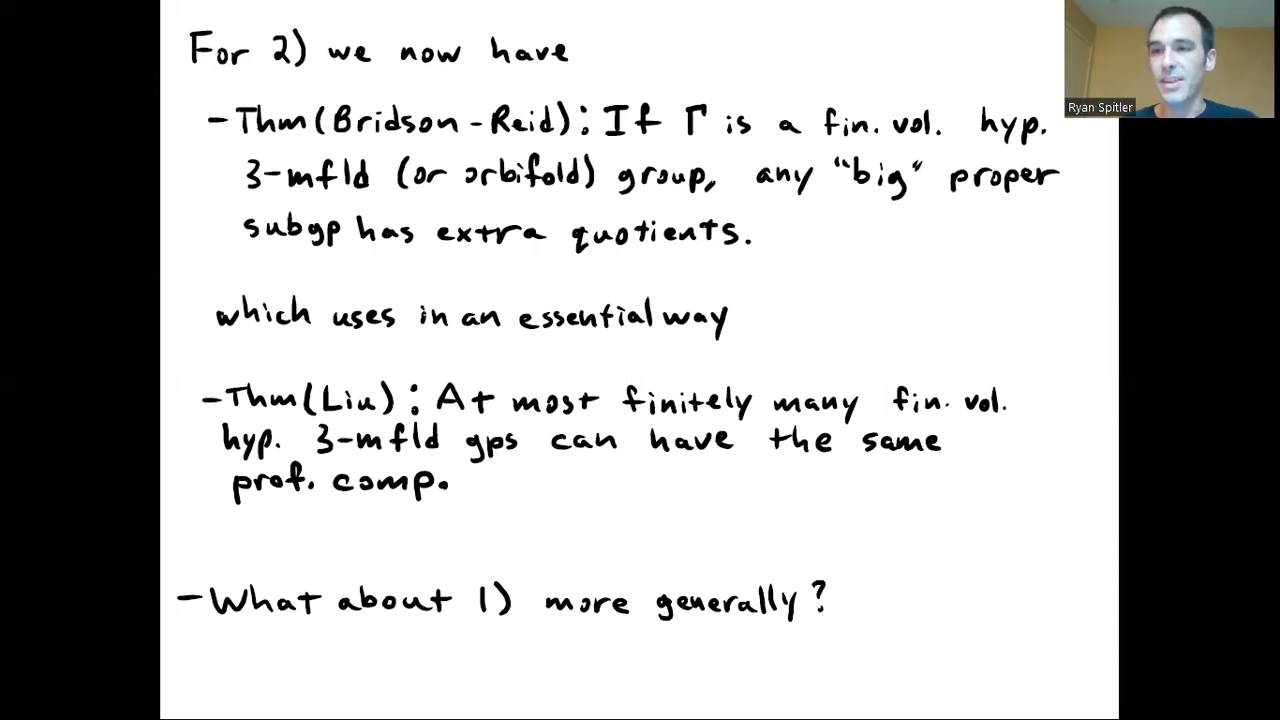 For 2) we now have
Ryan Spitler
- Thm (Bridson - Reid): If Γ is a fin. vol. hyp.
3-mfld (or orbifold) group, any "big" proper
subgp has extra quotients.
which uses in an essential way
- Thm (Liu): At most finitely many fin. vol.
hyp. 3-mfld gps can have the same
prof. comp.
- What about 1) more generally?